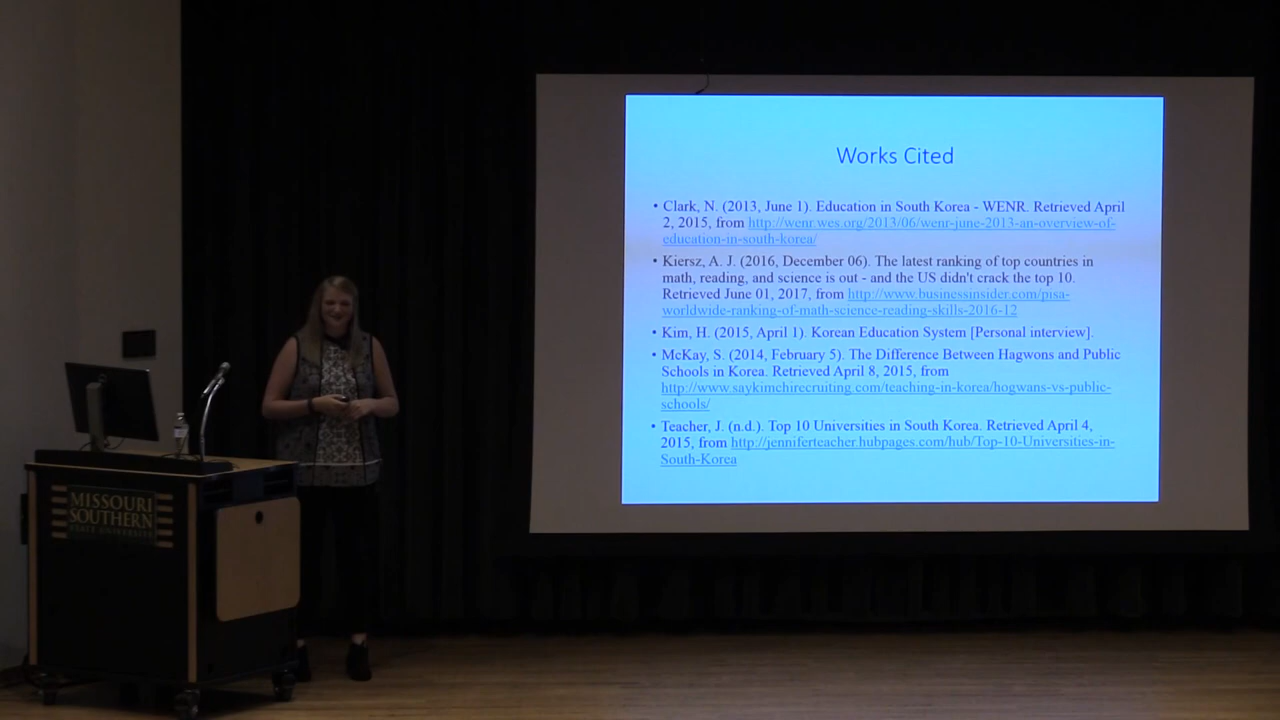 Works Cited
• Clark, N. (2013, June 1). Education in South Korea - WENR. Retrieved April
2, 2015, from http://wenr.wes.org/2013/06/wenr-june-2013-an-overview-of-
education-in-south-korea/
• Kiersz, A. J. (2016, December 06). The latest ranking of top countries in
math, reading, and science is out - and the US didn't crack the top 10.
Retrieved June 01, 2017, from http://www.businessinsider.com/pisa-
worldwide-ranking-of-math-science-reading-skills-2016-12
• Kim, H. (2015, April 1). Korean Education System [Personal interview].
• McKay, S. (2014, February 5). The Difference Between Hagwons and Public
Schools in Korea. Retrieved April 8, 2015, from
http://www.saykimchirecruiting.com/teaching-in-korea/hogwans-vs-public-
schools/
• Teacher, J. (n.d.). Top 10 Universities in South Korea. Retrieved April 4,
2015, from http://jenniferteacher.hubpages.com/hub/Top-10-Universities-in-
South-Korea
MISSOURI
SOUTHERN
STATE UNIVERSITY